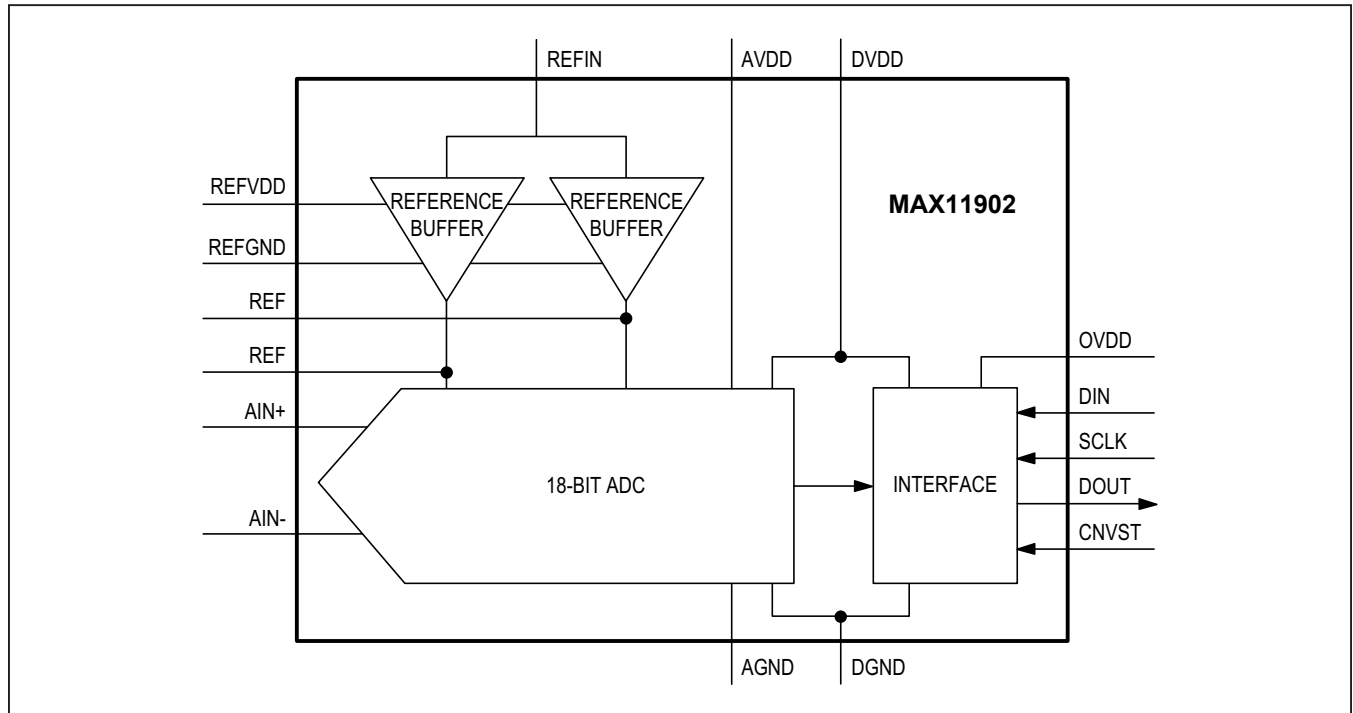 REFIN
AVDD
DVDD
REFVDD
REFERENCE
BUFFER
REFERENCE
BUFFER
MAX11902
REFGND
REF
REF
OVDD
DIN
AIN+
SCLK
18-BIT ADC
INTERFACE
DOUT
AIN-
CNVST
AGND
DGND